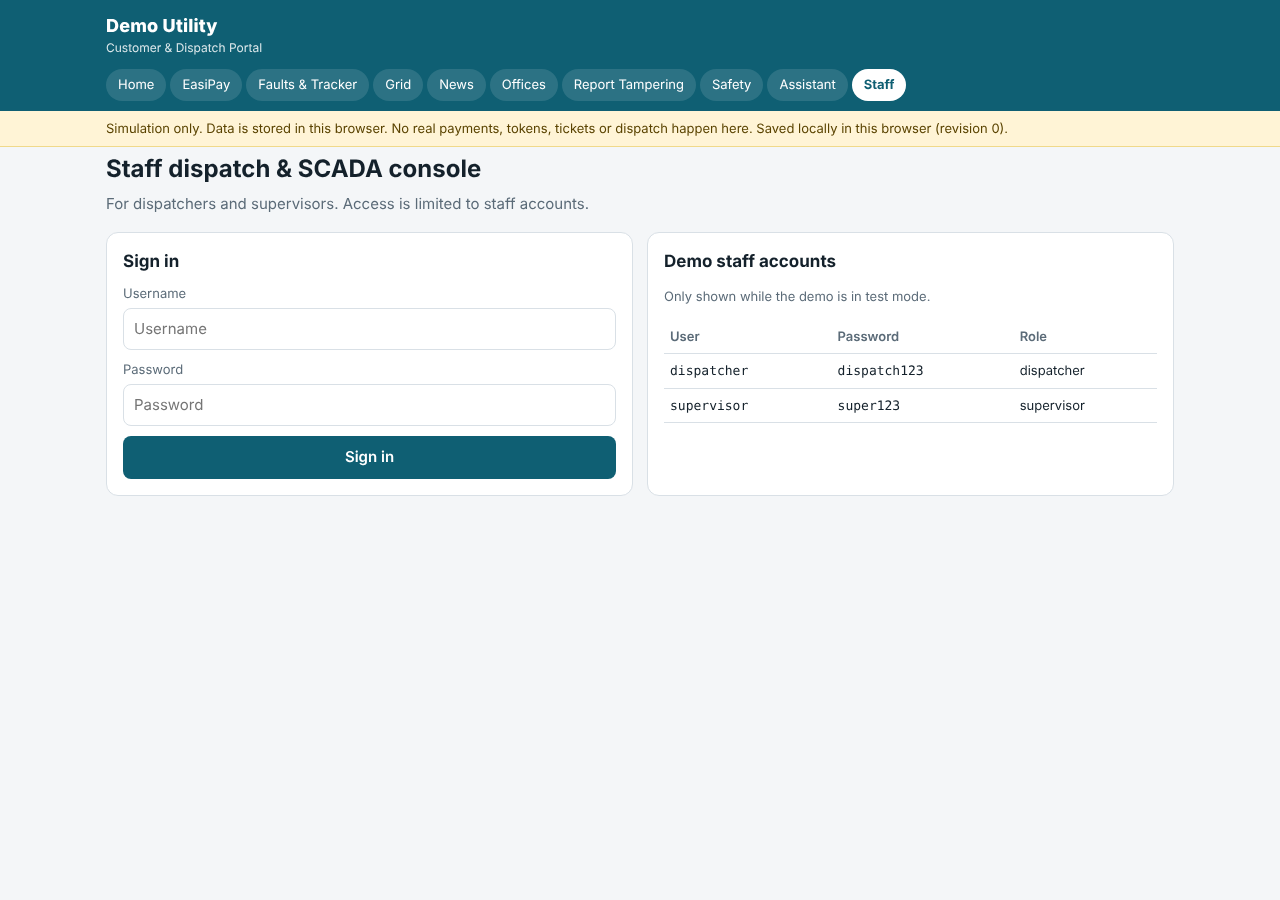 Demo Utility
Customer & Dispatch Portal
Home EasiPay Faults & Tracker Grid News Offices Report Tampering Safety Assistant Staff
Simulation only. Data is stored in this browser. No real payments, tokens, tickets or dispatch happen here. Saved locally in this browser (revision 0).
Staff dispatch & SCADA console
For dispatchers and supervisors. Access is limited to staff accounts.
Sign in
Username
Username
Password
Password
Sign in
Demo staff accounts
Only shown while the demo is in test mode.
User Password Role
dispatcher dispatch123 dispatcher
supervisor super123 supervisor